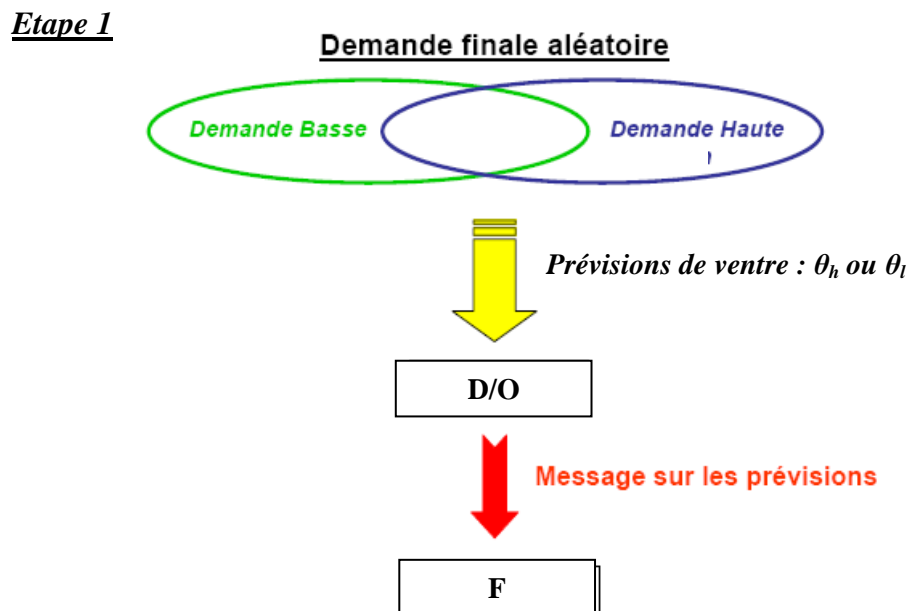 Etape 1
Demande finale aléatoire
Demande Basse
Demande Haute
Prévisions de ventre : θh ou θl
D/O
Message sur les prévisions
F